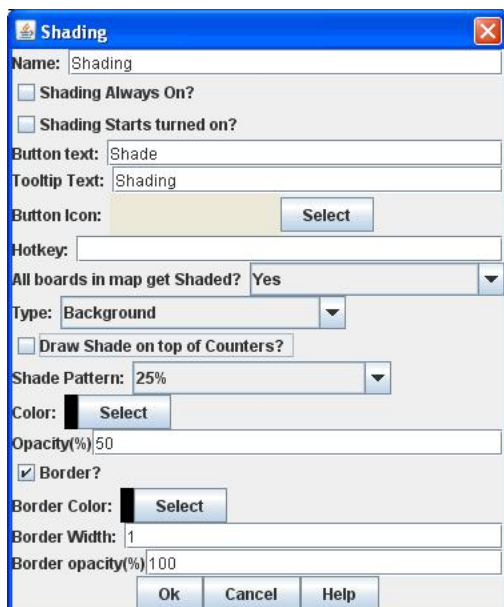 Shading
Name: Shading
Shading Always On?
Shading Starts turned on?
Button text: Shade
Tooltip Text: Shading
Button Icon: Select
Hotkey:
All boards in map get Shaded? Yes
Type: Background
Draw Shade on top of Counters?
Shade Pattern: 25%
Color: Select
Opacity(%) 50
Border?
Border Color: Select
Border Width: 1
Border opacity(%) 100
Ok Cancel Help